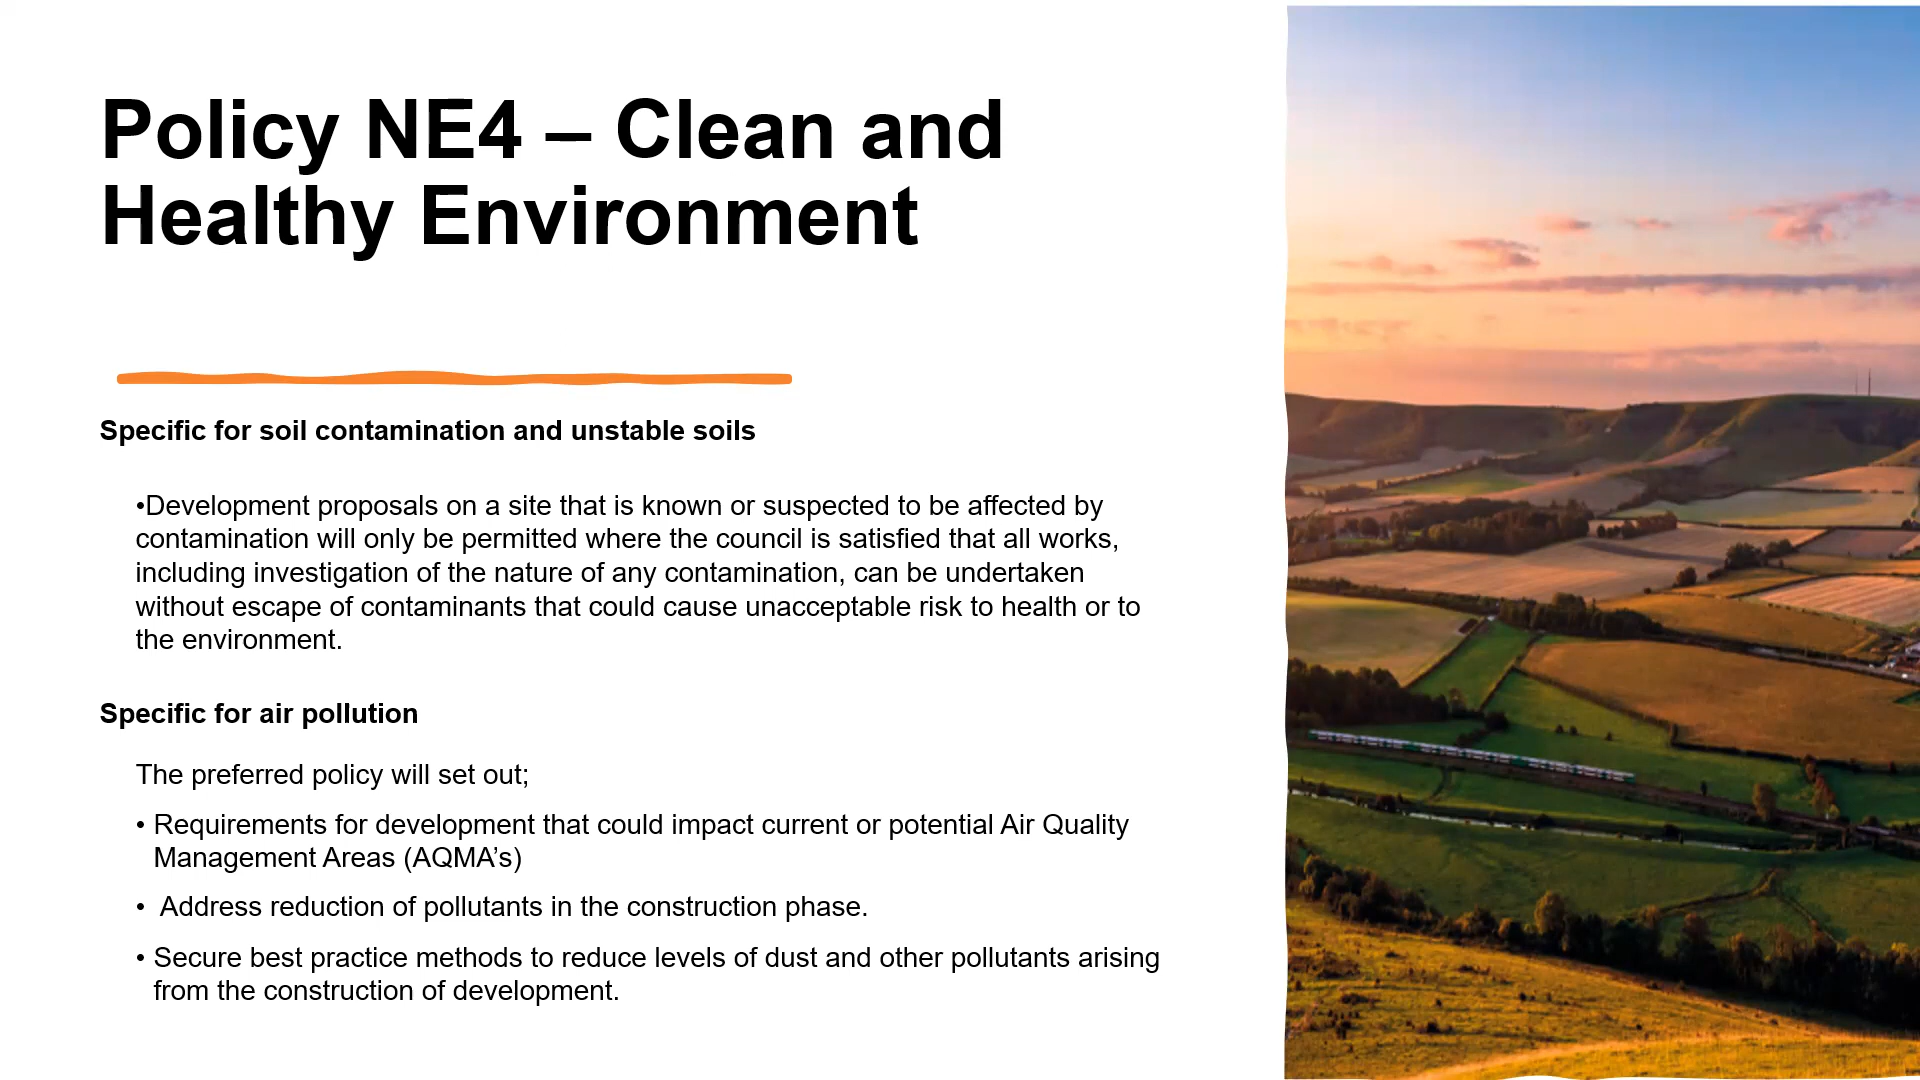 Policy NE4 – Clean and
Healthy Environment
Specific for soil contamination and unstable soils
•Development proposals on a site that is known or suspected to be affected by
contamination will only be permitted where the council is satisfied that all works,
including investigation of the nature of any contamination, can be undertaken
without escape of contaminants that could cause unacceptable risk to health or to
the environment.
Specific for air pollution
The preferred policy will set out;
• Requirements for development that could impact current or potential Air Quality
Management Areas (AQMA’s)
• Address reduction of pollutants in the construction phase.
• Secure best practice methods to reduce levels of dust and other pollutants arising
from the construction of development.